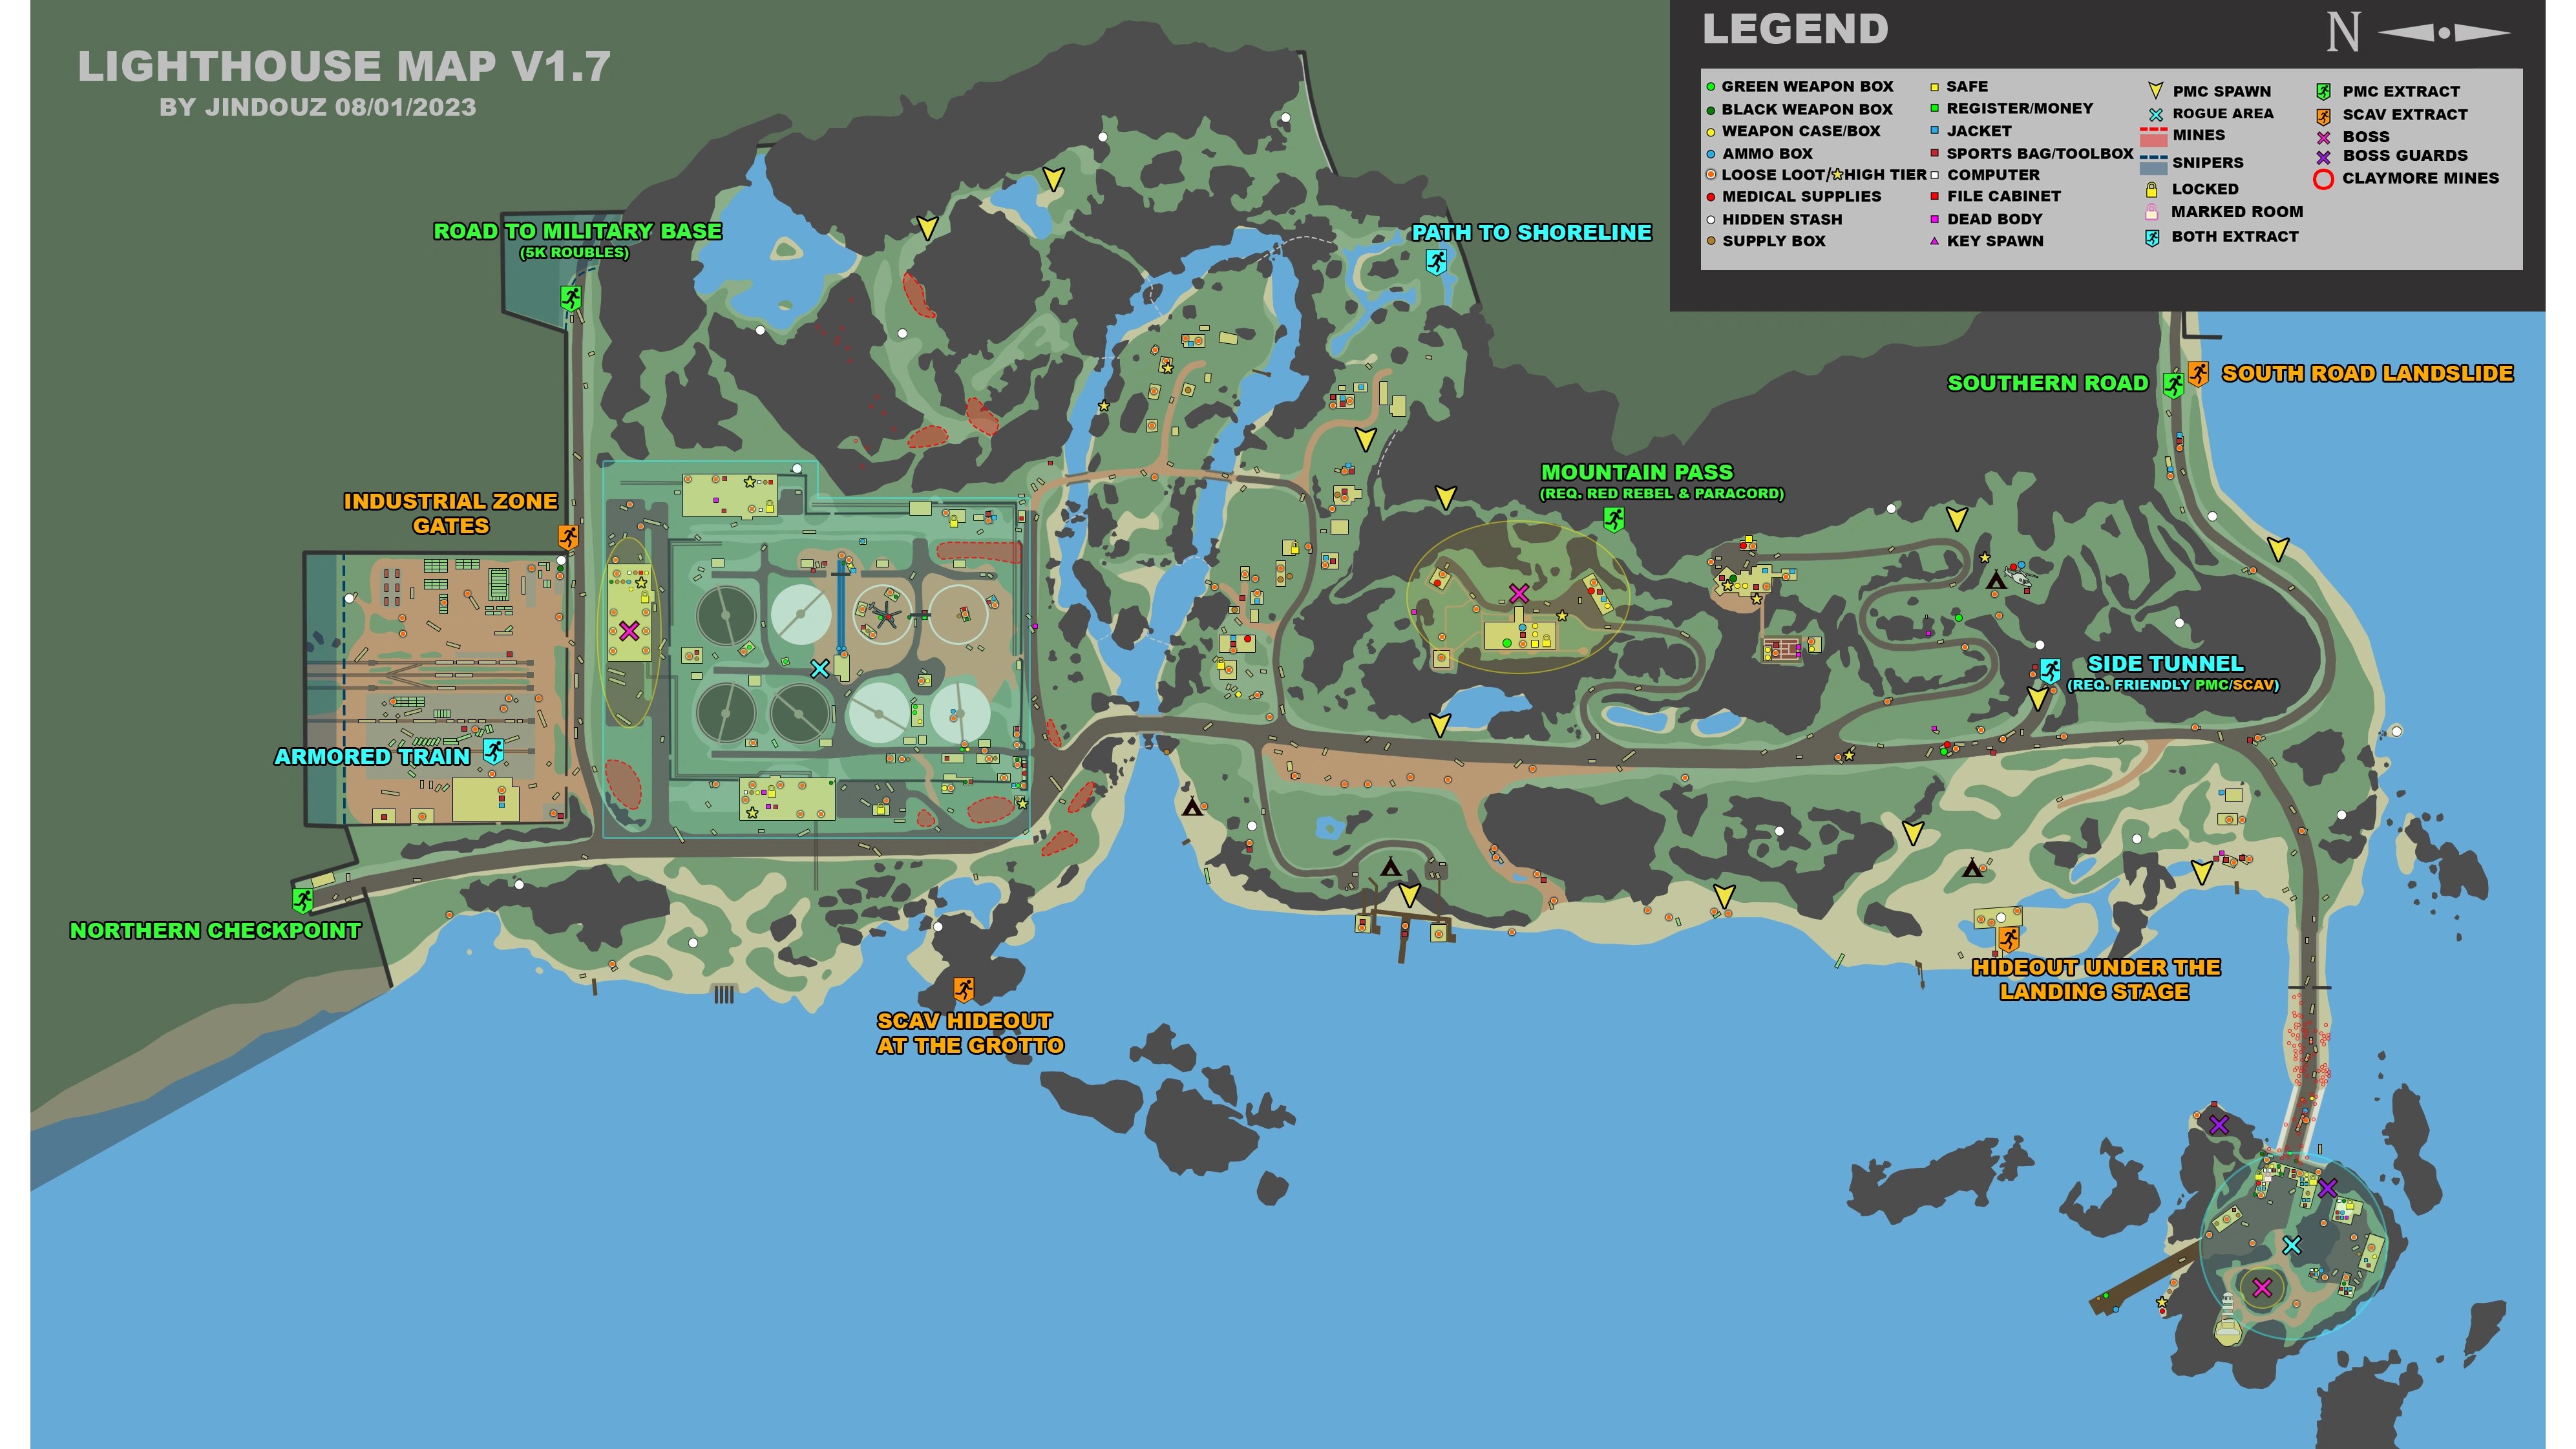 LIGHTHOUSE MAP V1.7
BY JINDOUZ 08/01/2023
LEGEND
N
GREEN WEAPON BOX
BLACK WEAPON BOX
WEAPON CASE/BOX
AMMO BOX
LOOSE LOOT/HIGH TIER
MEDICAL SUPPLIES
HIDDEN STASH
SUPPLY BOX
SAFE
REGISTER/MONEY
JACKET
SPORTS BAG/TOOLBOX
COMPUTER
FILE CABINET
DEAD BODY
KEY SPAWN
PMC SPAWN
ROGUE AREA
MINES
SNIPERS
LOCKED
MARKED ROOM
BOTH EXTRACT
PMC EXTRACT
SCAV EXTRACT
BOSS
BOSS GUARDS
CLAYMORE MINES
ROAD TO MILITARY BASE
(5K ROUBLES)
PATH TO SHORELINE
SOUTHERN ROAD
SOUTH ROAD LANDSLIDE
MOUNTAIN PASS
(REQ. RED REBEL & PARACORD)
INDUSTRIAL ZONE
GATES
SIDE TUNNEL
(REQ. FRIENDLY PMC/SCAV)
ARMORED TRAIN
NORTHERN CHECKPOINT
HIDEOUT UNDER THE
LANDING STAGE
SCAV HIDEOUT
AT THE GROTTO